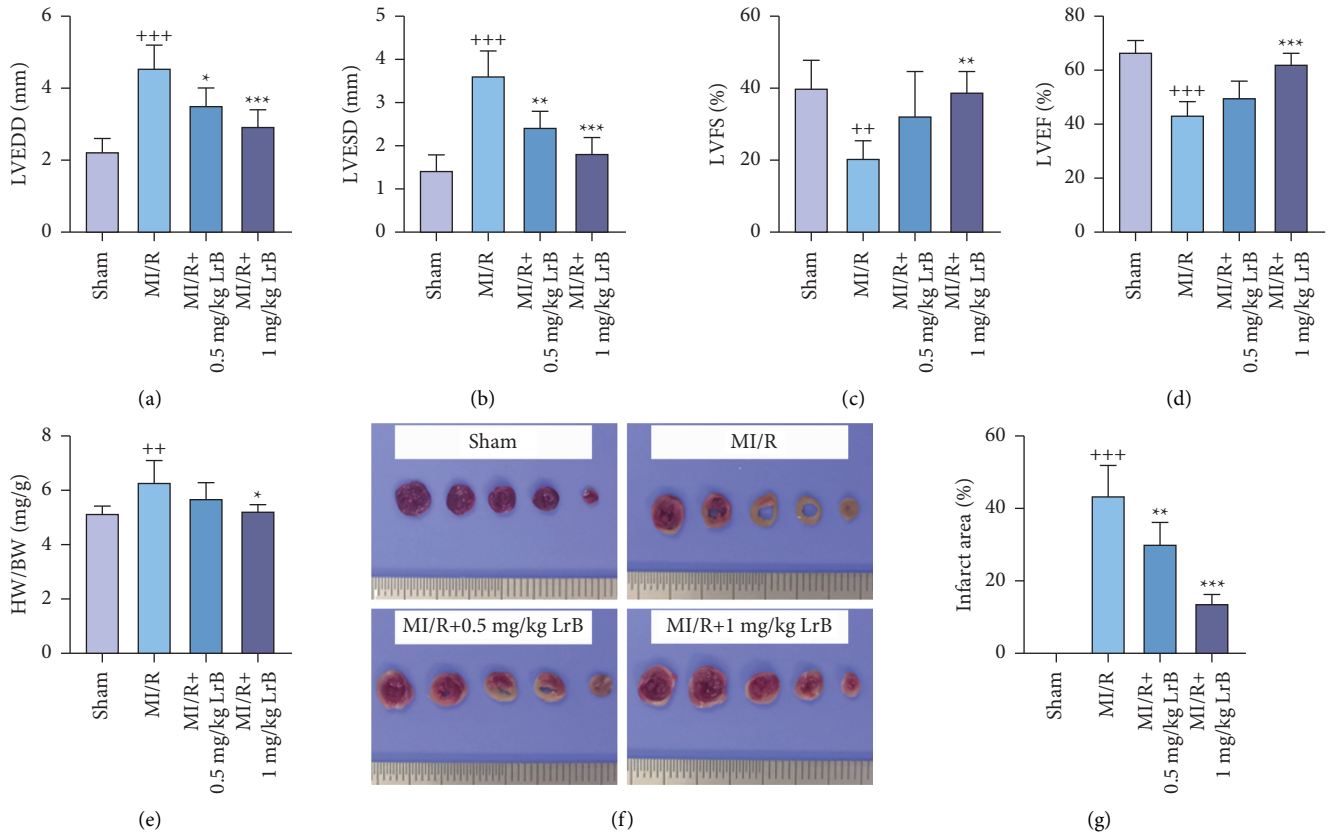 LVEDD (mm)
6
4
2
0
+++
*
***
Sham
MI/R
MI/R+
0.5 mg/kg LrB
MI/R+
1 mg/kg LrB
(a)
LVESD (mm)
5
4
3
2
1
0
+++
**
***
Sham
MI/R
MI/R+
0.5 mg/kg LrB
MI/R+
1 mg/kg LrB
(b)
LVFS (%)
60
40
20
0
++
**
Sham
MI/R
MI/R+
0.5 mg/kg LrB
MI/R+
1 mg/kg LrB
(c)
LVEF (%)
80
60
40
20
0
+++
***
Sham
MI/R
MI/R+
0.5 mg/kg LrB
MI/R+
1 mg/kg LrB
(d)
HW/BW (mg/g)
8
6
4
2
0
++
*
Sham
MI/R
MI/R+
0.5 mg/kg LrB
MI/R+
1 mg/kg LrB
(e)
Sham
MI/R
MI/R+0.5 mg/kg LrB
MI/R+1 mg/kg LrB
(f)
Infarct area (%)
60
40
20
0
+++
**
***
Sham
MI/R
MI/R+
0.5 mg/kg LrB
MI/R+
1 mg/kg LrB
(g)